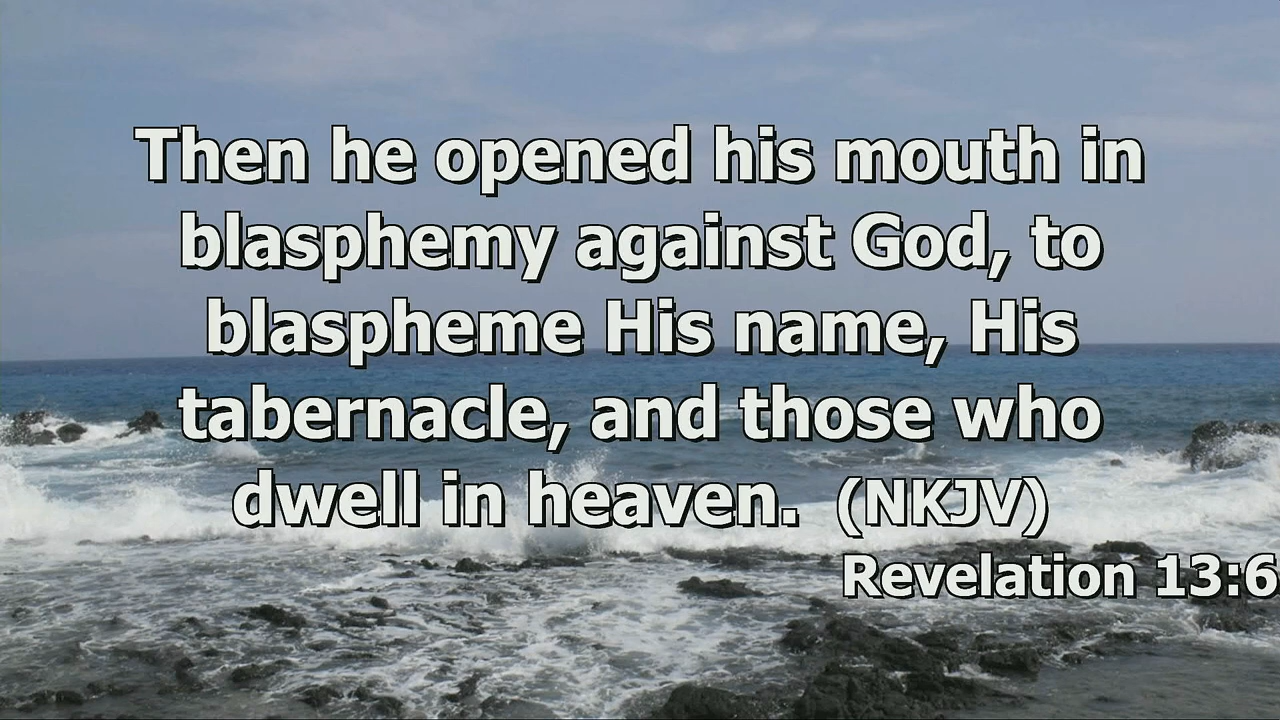 Then he opened his mouth in
blasphemy against God, to
blaspheme His name, His
tabernacle, and those who
dwell in heaven. (NKJV)
Revelation 13:6